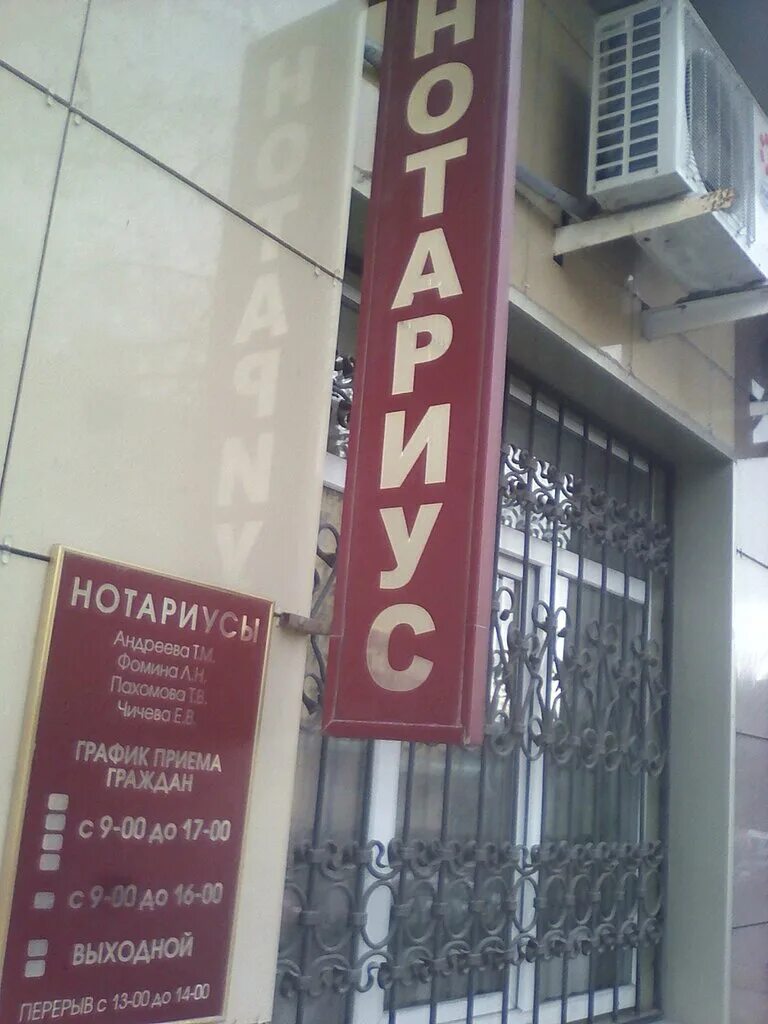 НОТАРИУС
НОТАРИУСЫ
Андреева Т.М.
Фомина Л.Н.
Пахомова Т.В.
Чичева Е.В.
ГРАФИК ПРИЕМА
ГРАЖДАН
с 9-00 до 17-00
с 9-00 до 16-00
ВЫХОДНОЙ
ПЕРЕРЫВ с 13-00 до 14-00